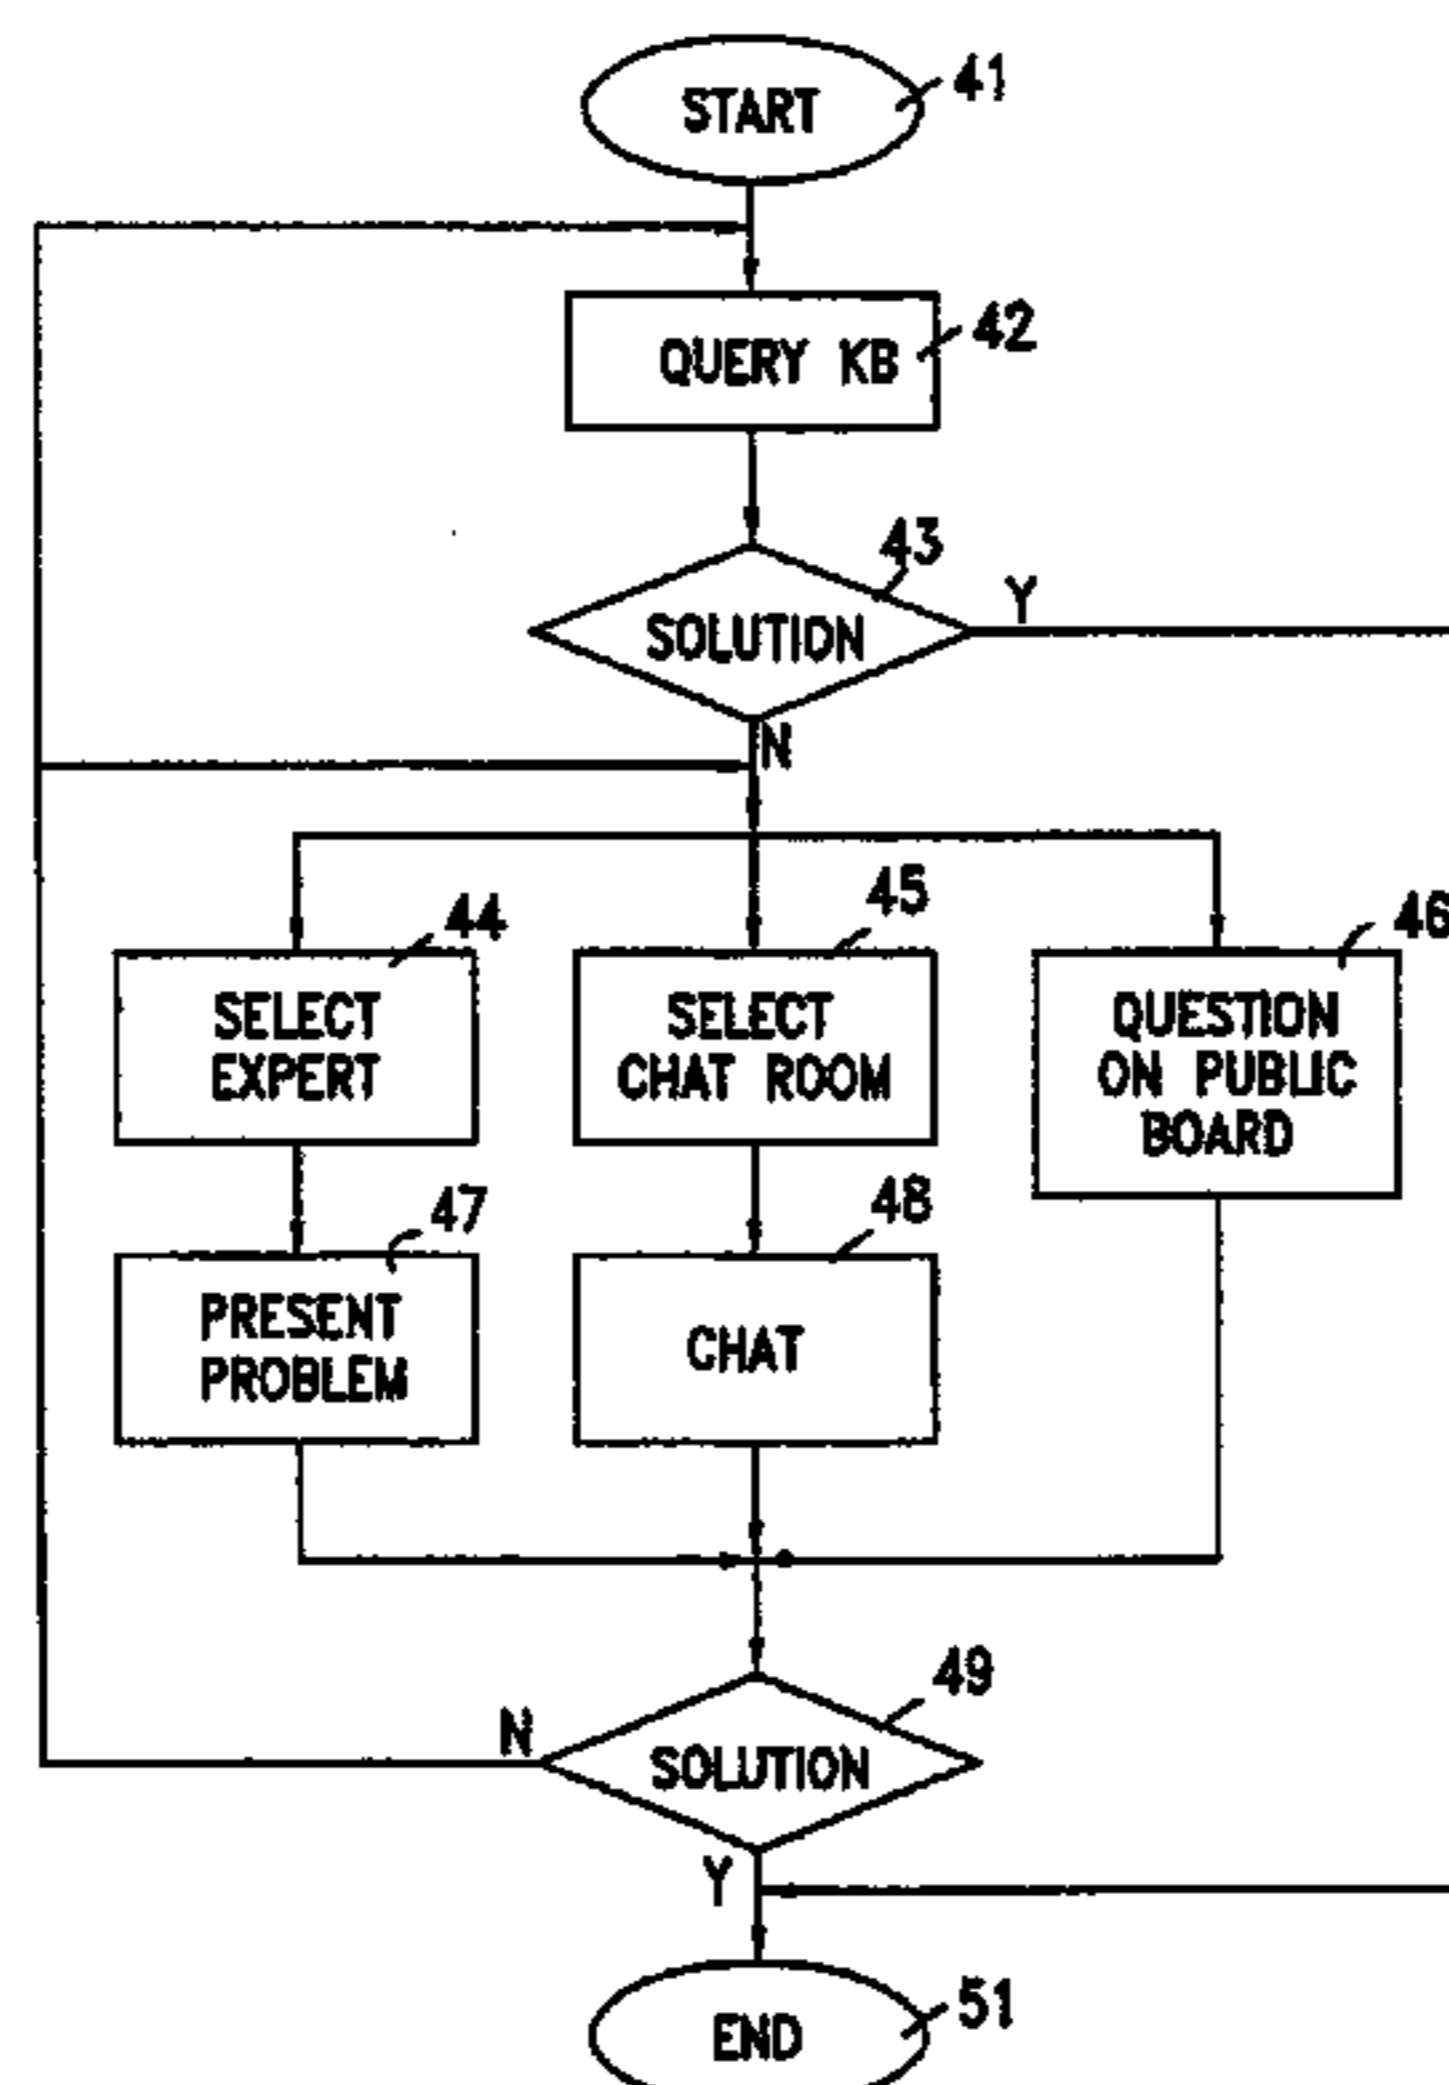 START
41
QUERY KB
42
43
SOLUTION
Y
N
44
45
46
SELECT
EXPERT
SELECT
CHAT ROOM
QUESTION
ON PUBLIC
BOARD
47
48
PRESENT
PROBLEM
CHAT
49
N
SOLUTION
Y
END
51